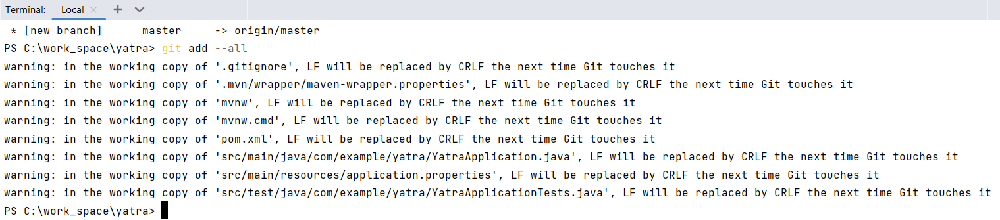 Terminal: Local × + ∨
* [new branch]      master     -> origin/master
PS C:\work_space\yatra> git add --all
warning: in the working copy of '.gitignore', LF will be replaced by CRLF the next time Git touches it
warning: in the working copy of '.mvn/wrapper/maven-wrapper.properties', LF will be replaced by CRLF the next time Git touches it
warning: in the working copy of 'mvnw', LF will be replaced by CRLF the next time Git touches it
warning: in the working copy of 'mvnw.cmd', LF will be replaced by CRLF the next time Git touches it
warning: in the working copy of 'pom.xml', LF will be replaced by CRLF the next time Git touches it
warning: in the working copy of 'src/main/java/com/example/yatra/YatraApplication.java', LF will be replaced by CRLF the next time Git touches it
warning: in the working copy of 'src/main/resources/application.properties', LF will be replaced by CRLF the next time Git touches it
warning: in the working copy of 'src/test/java/com/example/yatra/YatraApplicationTests.java', LF will be replaced by CRLF the next time Git touches it
PS C:\work_space\yatra>